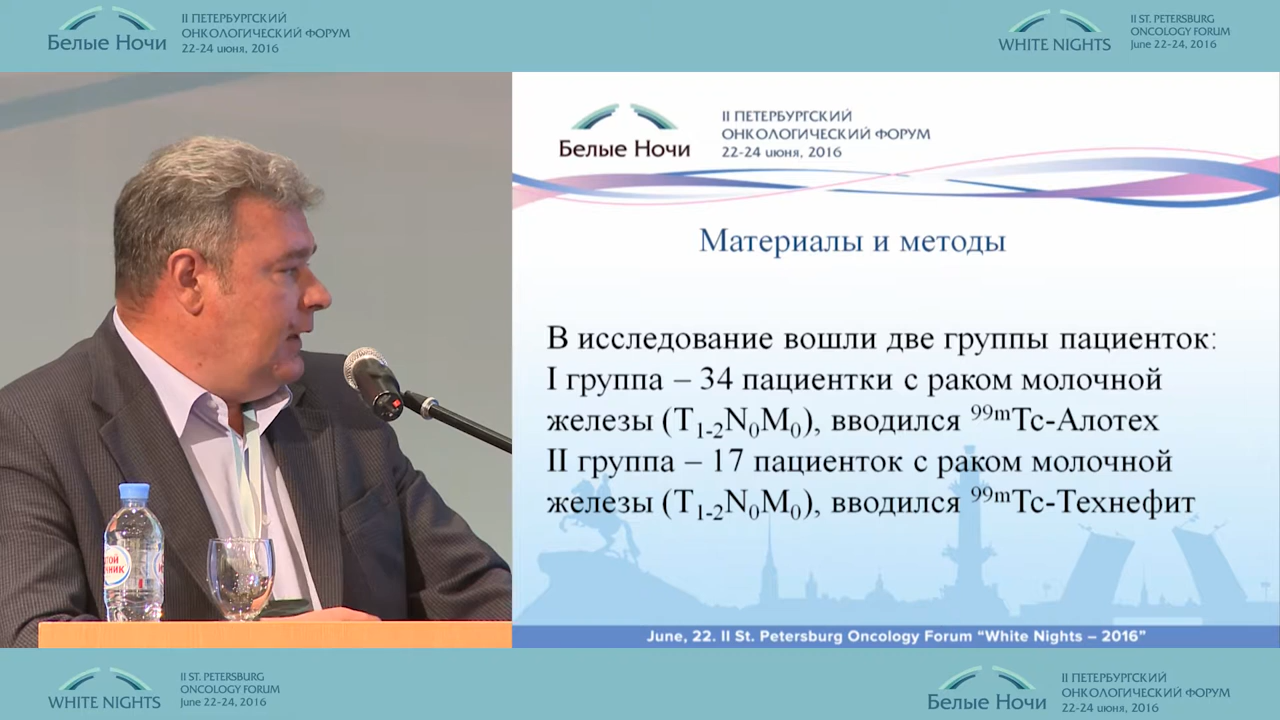 Белые Ночи
II ПЕТЕРБУРГСКИЙ
ОНКОЛОГИЧЕСКИЙ ФОРУМ
22-24 июня, 2016
WHITE NIGHTS
II ST. PETERSBURG
ONCOLOGY FORUM
June 22-24, 2016
Белые Ночи
II ПЕТЕРБУРГСКИЙ
ОНКОЛОГИЧЕСКИЙ ФОРУМ
22-24 июня, 2016
Материалы и методы
В исследование вошли две группы пациенток:
I группа – 34 пациентки с раком молочной
железы (T1-2N0M0), вводился 99mТс-Алотех
II группа – 17 пациенток с раком молочной
железы (T1-2N0M0), вводился 99mТс-Технефит
June, 22. II St. Petersburg Oncology Forum “White Nights – 2016”
WHITE NIGHTS
II ST. PETERSBURG
ONCOLOGY FORUM
June 22-24, 2016
Белые Ночи
II ПЕТЕРБУРГСКИЙ
ОНКОЛОГИЧЕСКИЙ ФОРУМ
22-24 июня, 2016